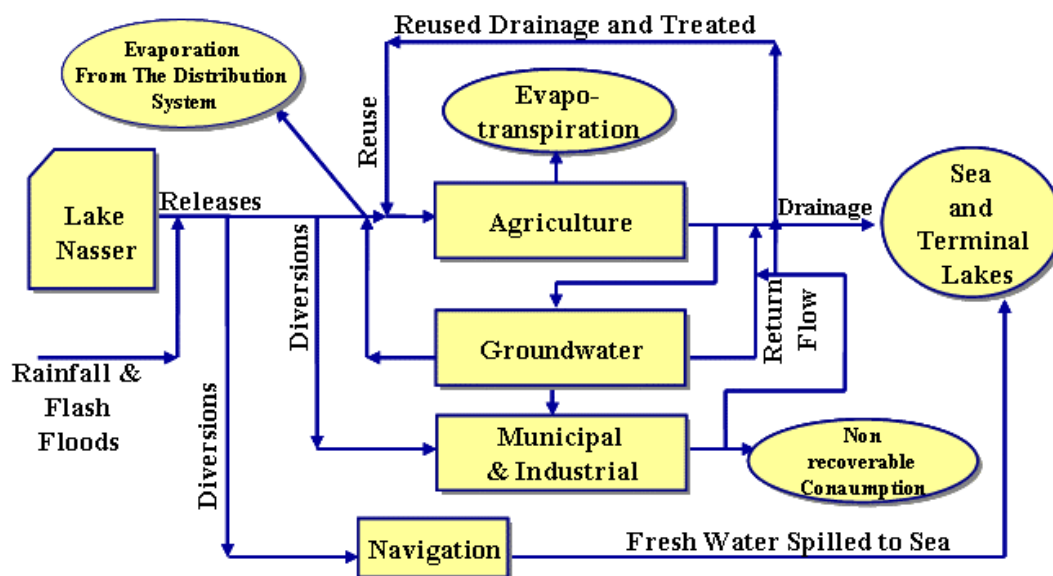 Reused Drainage and Treated
Evaporation
From The Distribution
System
Reuse
Evapo-
transpiration
Lake
Nasser
Releases
Agriculture
Drainage
Sea
and
Terminal
Lakes
Diversions
Groundwater
Return
Flow
Rainfall &
Flash
Floods
Diversions
Municipal
& Industrial
Non
recoverable
Conaumption
Navigation
Fresh Water Spilled to Sea